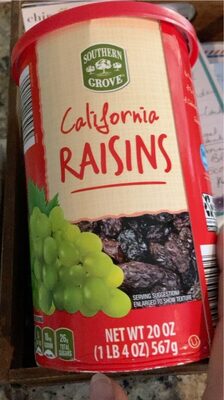 SOUTHERN
GROVE®
California
RAISINS
SERVING SUGGESTION
ENLARGED TO SHOW TEXTURE
NET WT 20 OZ
(1 LB 4 OZ) 567g